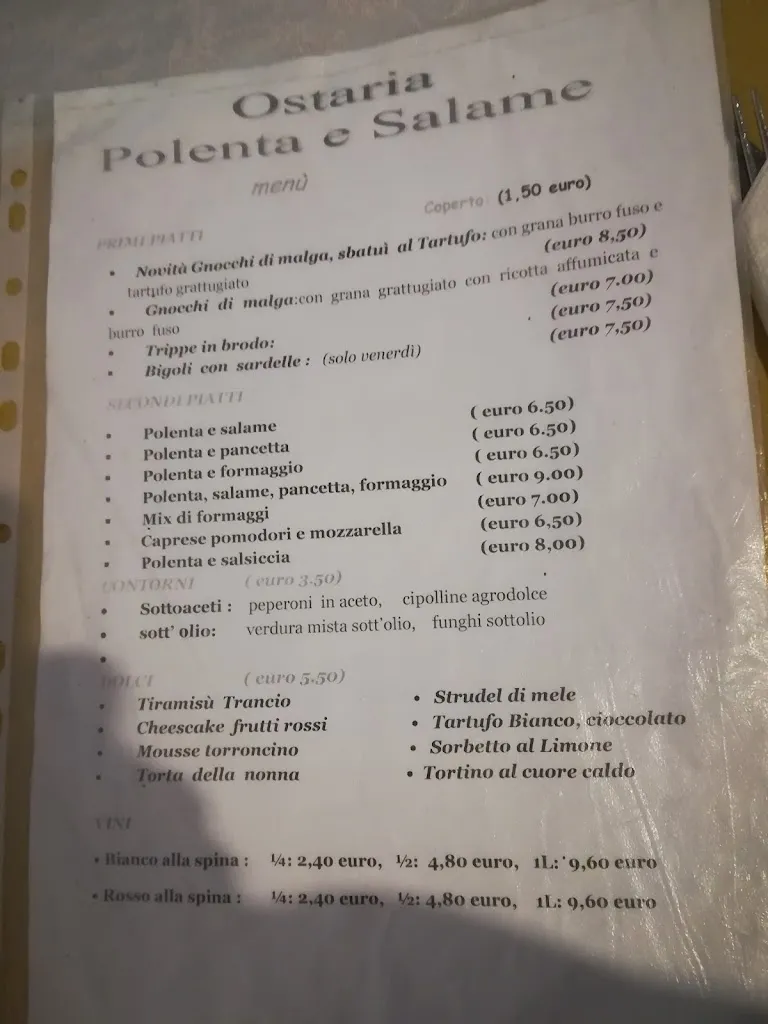 Ostaria
Polenta e Salame
menù
Coperto (1,50 euro)
PRIMI PIATTI
• Novità Gnocchi di malga, sbatuì al Tartufo: con grana burro fuso e
tartufo grattugiato (euro 8,50)
• Gnocchi di malga:con grana grattugiato con ricotta affumicata e
burro fuso (euro 7.00)
• Trippe in brodo: (euro 7,50)
• Bigoli con sardelle : (solo venerdì) (euro 7,50)
SECONDI PIATTI
• Polenta e salame ( euro 6.50)
• Polenta e pancetta ( euro 6.50)
• Polenta e formaggio ( euro 6.50)
• Polenta, salame, pancetta, formaggio ( euro 9.00)
• Mix di formaggi (euro 7.00)
• Caprese pomodori e mozzarella (euro 6,50)
• Polenta e salsiccia (euro 8,00)
CONTORNI ( euro 3.50)
• Sottoaceti : peperoni in aceto, cipolline agrodolce
• sott' olio: verdura mista sott'olio, funghi sottolio
•
DOLCI ( euro 5.50)
• Tiramisù Trancio • Strudel di mele
• Cheescake frutti rossi • Tartufo Bianco, cioccolato
• Mousse torroncino • Sorbetto al Limone
• Torta della nonna • Tortino al cuore caldo
VINI
• Bianco alla spina : ¼: 2,40 euro, ½: 4,80 euro, 1L: 9,60 euro
• Rosso alla spina : ¼: 2,40 euro, ½: 4,80 euro, 1L: 9,60 euro